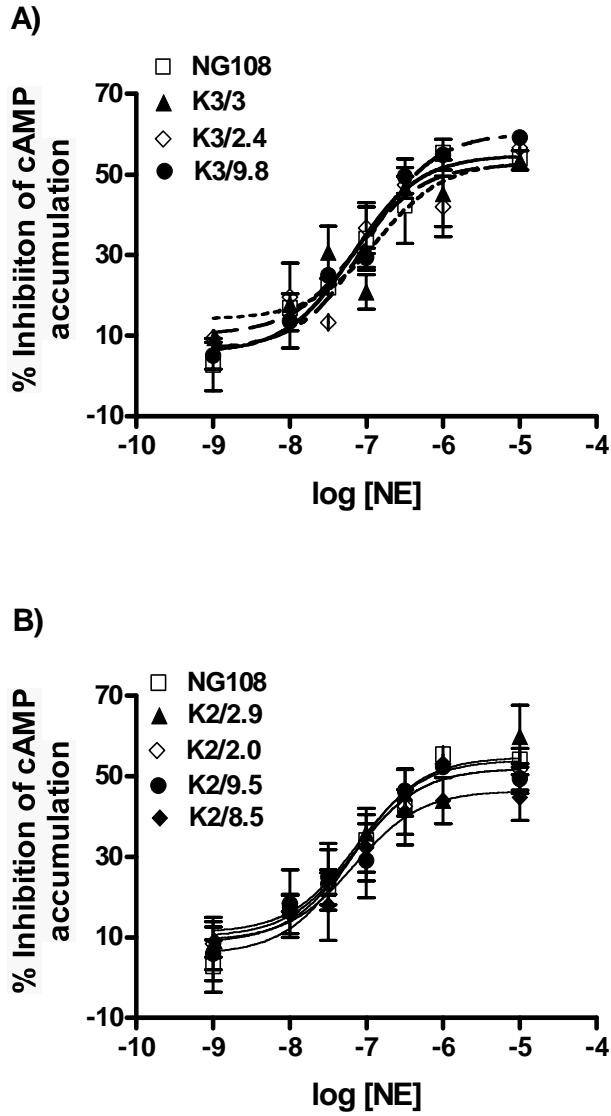 A)
NG108
K3/3
K3/2.4
K3/9.8
% Inhibiiton of cAMP
accumulation
70
50
30
10
-10
-10 -9 -8 -7 -6 -5 -4
log [NE]
B)
NG108
K2/2.9
K2/2.0
K2/9.5
K2/8.5
% Inhibition of cAMP
accumulation
70
50
30
10
-10
-10 -9 -8 -7 -6 -5 -4
log [NE]